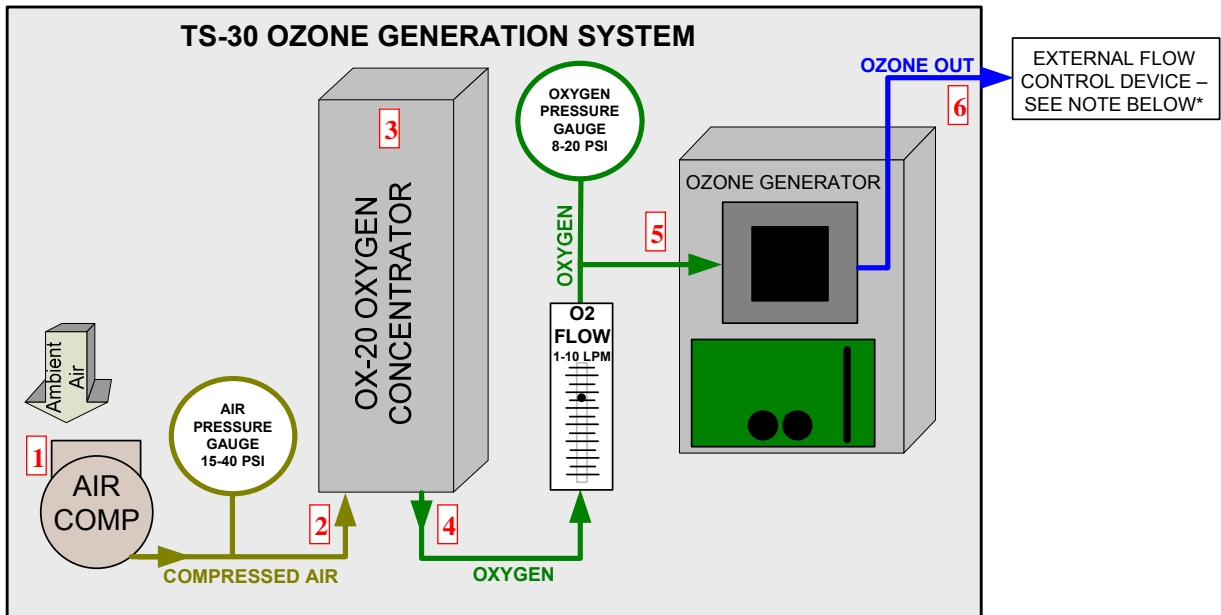 TS-30 OZONE GENERATION SYSTEM
OZONE OUT
6
EXTERNAL FLOW
CONTROL DEVICE –
SEE NOTE BELOW*
3
OX-20 OXYGEN
CONCENTRATOR
OXYGEN
PRESSURE
GAUGE
8-20 PSI
OZONE GENERATOR
OXYGEN
5
O2
FLOW
1-10 LPM
Ambient
Air
1
AIR
COMP
AIR
PRESSURE
GAUGE
15-40 PSI
2
4
COMPRESSED AIR
OXYGEN